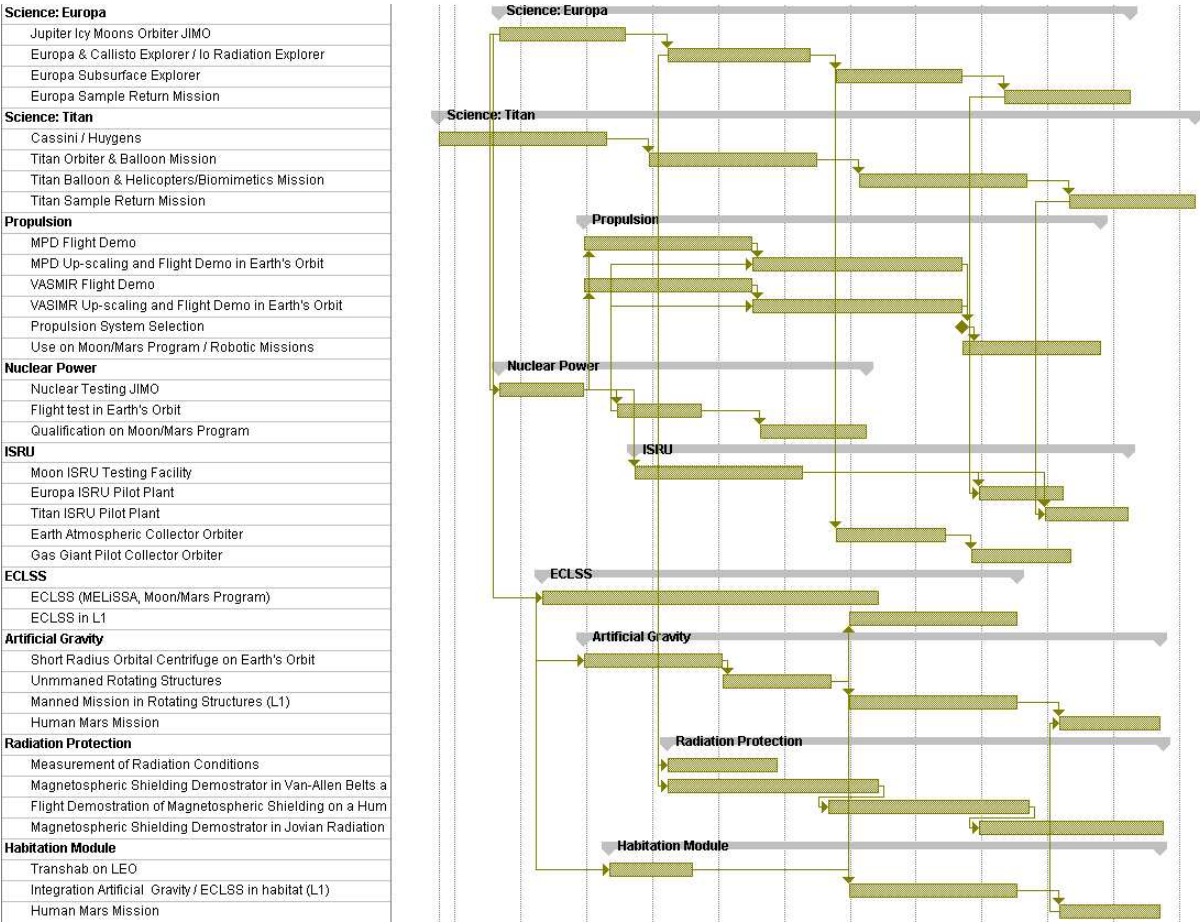 Science: Europa Science: Europa
Jupiter Icy Moons Orbiter JIMO
Europa & Callisto Explorer / Io Radiation Explorer
Europa Subsurface Explorer
Europa Sample Return Mission
Science: Titan Science: Titan
Cassini / Huygens
Titan Orbiter & Balloon Mission
Titan Balloon & Helicopters/Biomimetics Mission
Titan Sample Return Mission
Propulsion Propulsion
MPD Flight Demo
MPD Up-scaling and Flight Demo in Earth's Orbit
VASMIR Flight Demo
VASIMR Up-scaling and Flight Demo in Earth's Orbit
Propulsion System Selection
Use on Moon/Mars Program / Robotic Missions
Nuclear Power Nuclear Power
Nuclear Testing JIMO
Flight test in Earth's Orbit
Qualification on Moon/Mars Program
ISRU ISRU
Moon ISRU Testing Facility
Europa ISRU Pilot Plant
Titan ISRU Pilot Plant
Earth Atmospheric Collector Orbiter
Gas Giant Pilot Collector Orbiter
ECLSS ECLSS
ECLSS (MELiSSA, Moon/Mars Program)
ECLSS in L1
Artificial Gravity Artificial Gravity
Short Radius Orbital Centrifuge on Earth's Orbit
Unmmaned Rotating Structures
Manned Mission in Rotating Structures (L1)
Human Mars Mission
Radiation Protection Radiation Protection
Measurement of Radiation Conditions
Magnetospheric Shielding Demostrator in Van-Allen Belts a
Flight Demostration of Magnetospheric Shielding on a Hum
Magnetospheric Shielding Demostrator in Jovian Radiation
Habitation Module Habitation Module
Transhab on LEO
Integration Artificial Gravity / ECLSS in habitat (L1)
Human Mars Mission